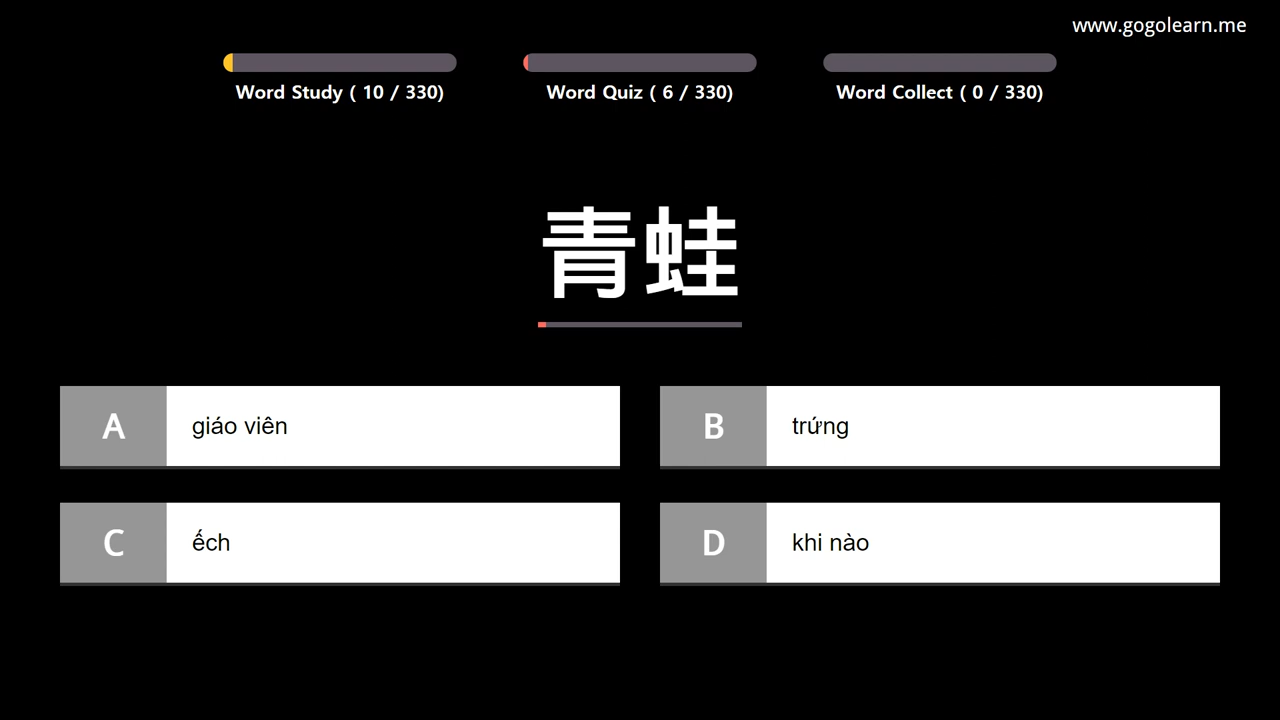 www.gogolearn.me
Word Study ( 10 / 330)
Word Quiz ( 6 / 330)
Word Collect ( 0 / 330)
青蛙
A giáo viên
B trứng
C ếch
D khi nào